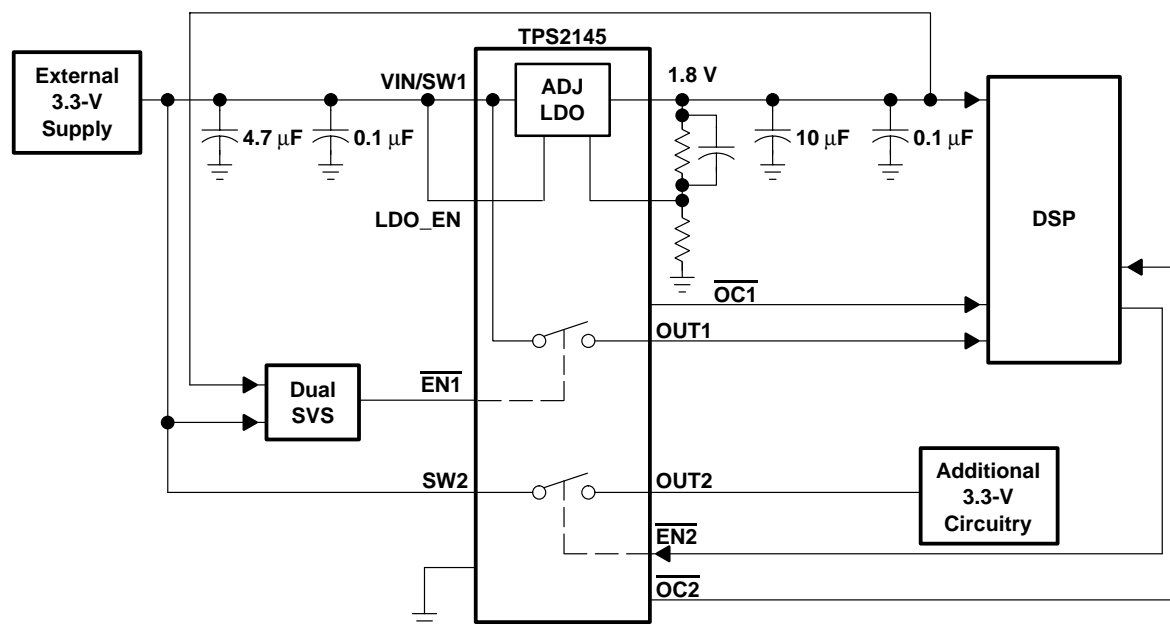 TPS2145
External
3.3-V
Supply
VIN/SW1
ADJ
LDO
1.8 V
4.7 μF
0.1 μF
10 μF
0.1 μF
LDO_EN
DSP
OC1
OUT1
EN1
Dual
SVS
SW2
OUT2
Additional
3.3-V
Circuitry
EN2
OC2